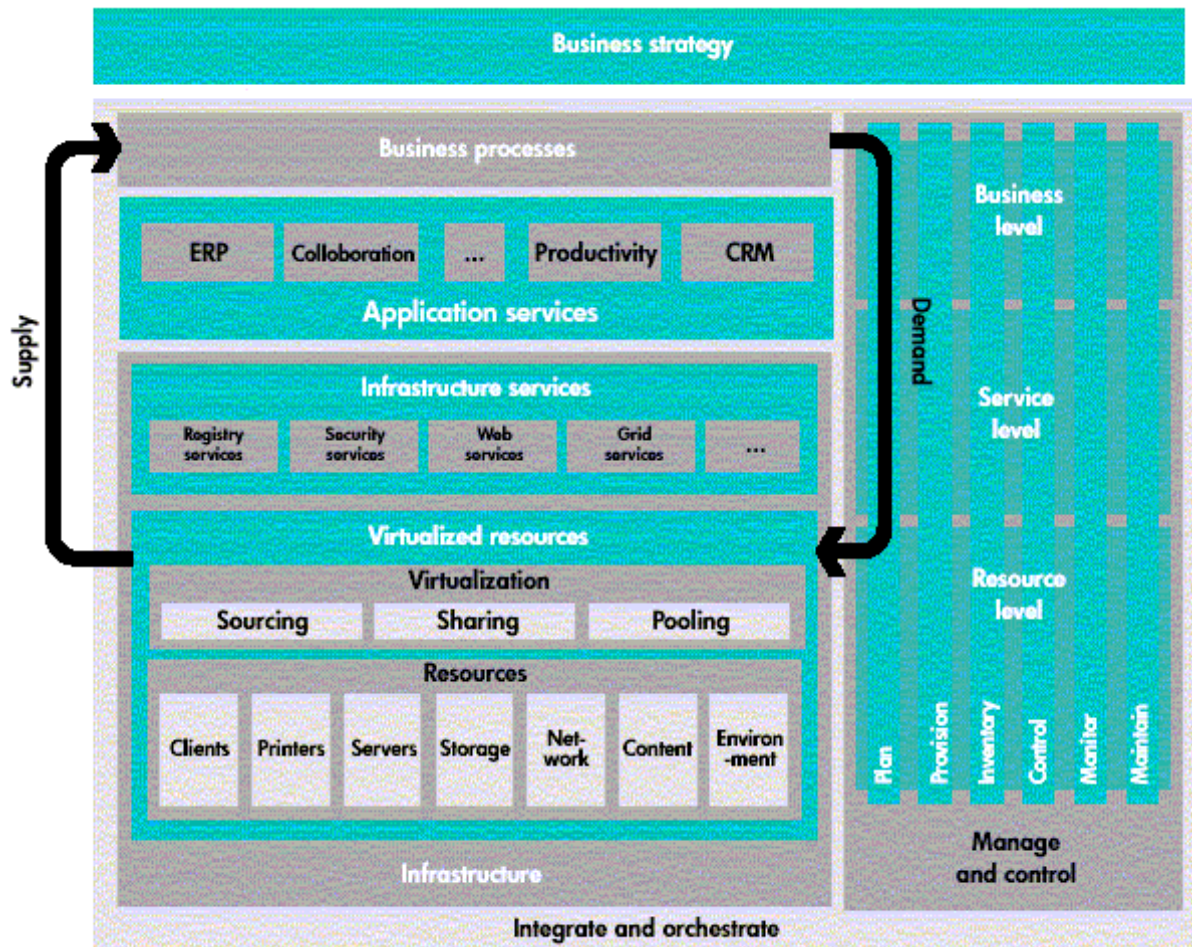 Business strategy
Business processes
ERP
Colloboration
...
Productivity
CRM
Application services
Supply
Demand
Infrastructure services
Registry
services
Security
services
Web
services
Grid
services
...
Virtualized resources
Virtualization
Sourcing
Sharing
Pooling
Resources
Clients
Printers
Servers
Storage
Net-
work
Content
Environ
-ment
Infrastructure
Business
level
Service
level
Resource
level
Plan
Provision
Inventory
Control
Manitor
Maintain
Manage
and control
Integrate and orchestrate